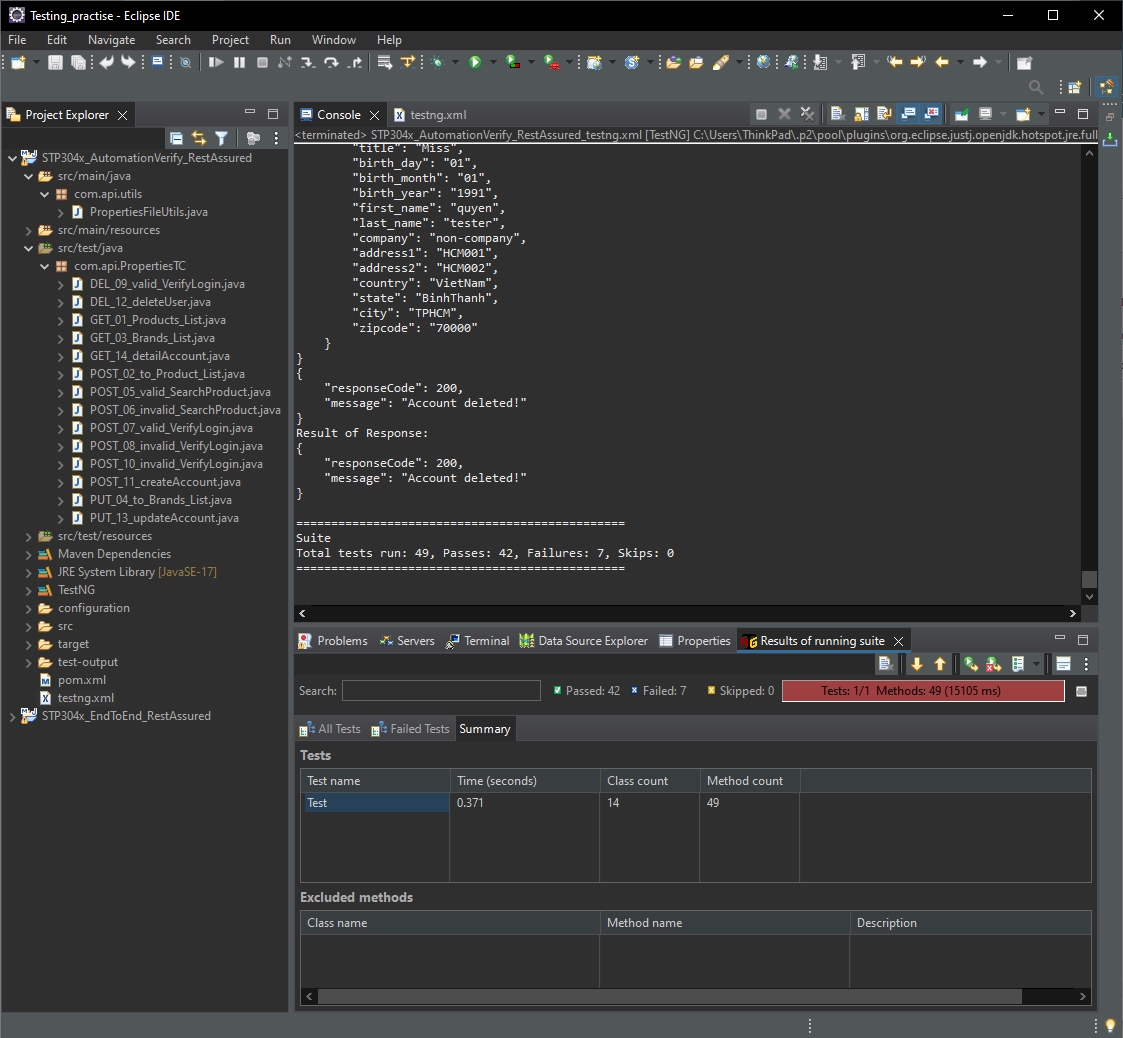 Testing_practise - Eclipse IDE
File Edit Navigate Search Project Run Window Help
Project Explorer
STP304x_AutomationVerify_RestAssured
src/main/java
com.api.utils
PropertiesFileUtils.java
src/main/resources
src/test/java
com.api.PropertiesTC
DEL_09_valid_VerifyLogin.java
DEL_12_deleteUser.java
GET_01_Products_List.java
GET_03_Brands_List.java
GET_14_detailAccount.java
POST_02_to_Product_List.java
POST_05_valid_SearchProduct.java
POST_06_invalid_SearchProduct.java
POST_07_valid_VerifyLogin.java
POST_08_invalid_VerifyLogin.java
POST_10_invalid_VerifyLogin.java
POST_11_createAccount.java
PUT_04_to_Brands_List.java
PUT_13_updateAccount.java
src/test/resources
Maven Dependencies
JRE System Library [JavaSE-17]
TestNG
configuration
src
target
test-output
pom.xml
testng.xml
STP304x_EndToEnd_RestAssured
Console testng.xml
<terminated> STP304x_AutomationVerify_RestAssured_testng.xml [TestNG] C:\Users\ThinkPad\.p2\pool\plugins\org.eclipse.justj.openjdk.hotspot.jre.full
"title": "Miss",
"birth_day": "01",
"birth_month": "01",
"birth_year": "1991",
"first_name": "quyen",
"last_name": "tester",
"company": "non-company",
"address1": "HCM001",
"address2": "HCM002",
"country": "VietNam",
"state": "BinhThanh",
"city": "TPHCM",
"zipcode": "70000"
}
}
{
"responseCode": 200,
"message": "Account deleted!"
}
Result of Response:
{
"responseCode": 200,
"message": "Account deleted!"
}
===============================================
Suite
Total tests run: 49, Passes: 42, Failures: 7, Skips: 0
===============================================
Problems Servers Terminal Data Source Explorer Properties Results of running suite
Search: Passed: 42 Failed: 7 Skipped: 0 Tests: 1/1 Methods: 49 (15105 ms)
All Tests Failed Tests Summary
Tests
Test name Time (seconds) Class count Method count
Test 0.371 14 49
Excluded methods
Class name Method name Description